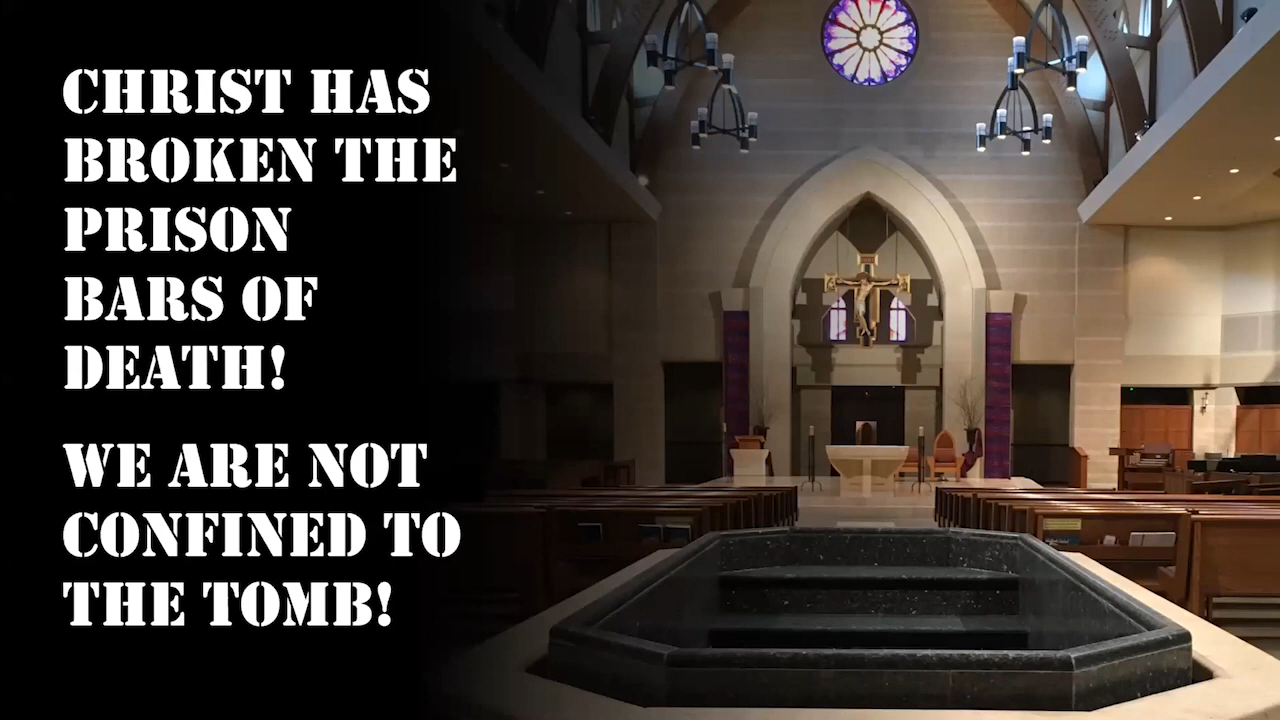 CHRIST HAS
BROKEN THE
PRISON
BARS OF
DEATH!
WE ARE NOT
CONFINED TO
THE TOMB!